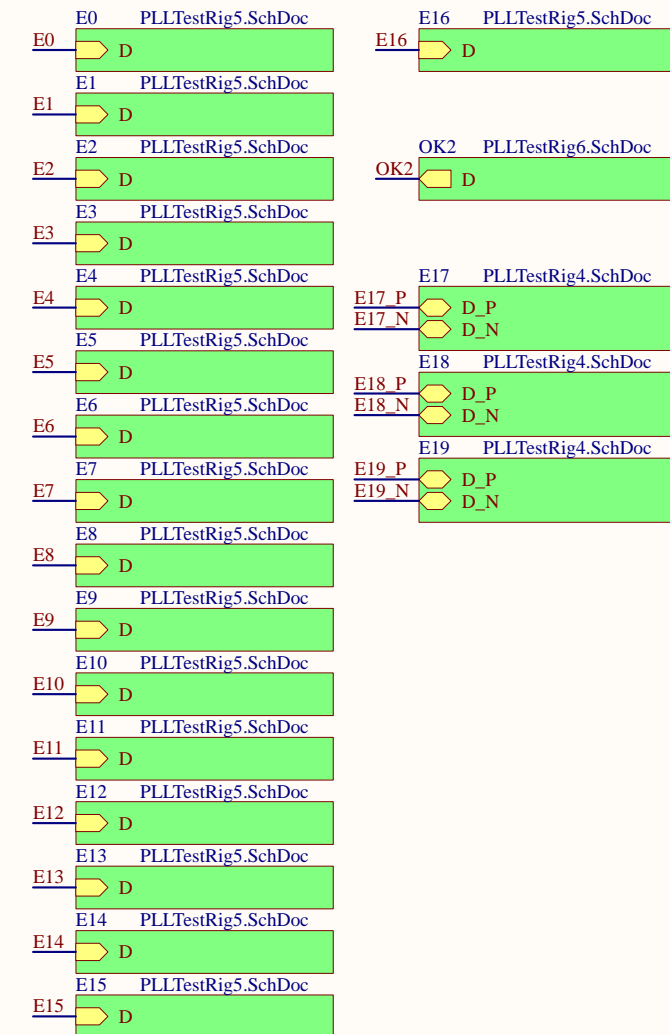 E0 PLLTestRig5.SchDoc
E0 D
E1 PLLTestRig5.SchDoc
E1 D
E2 PLLTestRig5.SchDoc
E2 D
E3 PLLTestRig5.SchDoc
E3 D
E4 PLLTestRig5.SchDoc
E4 D
E5 PLLTestRig5.SchDoc
E5 D
E6 PLLTestRig5.SchDoc
E6 D
E7 PLLTestRig5.SchDoc
E7 D
E8 PLLTestRig5.SchDoc
E8 D
E9 PLLTestRig5.SchDoc
E9 D
E10 PLLTestRig5.SchDoc
E10 D
E11 PLLTestRig5.SchDoc
E11 D
E12 PLLTestRig5.SchDoc
E12 D
E13 PLLTestRig5.SchDoc
E13 D
E14 PLLTestRig5.SchDoc
E14 D
E15 PLLTestRig5.SchDoc
E15 D
E16 PLLTestRig5.SchDoc
E16 D
OK2 PLLTestRig6.SchDoc
OK2 D
E17 PLLTestRig4.SchDoc
E17_P D_P
E17_N D_N
E18 PLLTestRig4.SchDoc
E18_P D_P
E18_N D_N
E19 PLLTestRig4.SchDoc
E19_P D_P
E19_N D_N